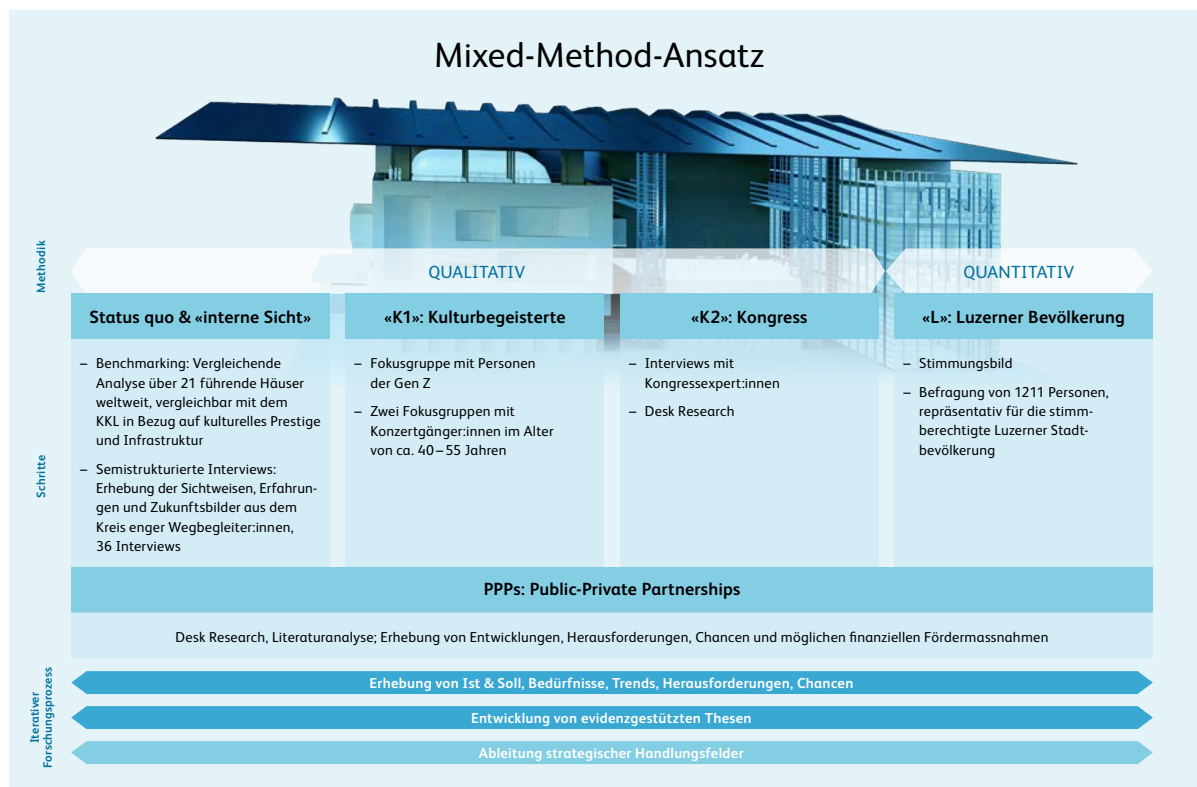 Mixed-Method-Ansatz
Methodik
QUALITATIV
QUANTITATIV
Schritte
Status quo & «interne Sicht»
– Benchmarking: Vergleichende
Analyse über 21 führende Häuser
weltweit, vergleichbar mit dem
KKL in Bezug auf kulturelles Prestige
und Infrastruktur
– Semistrukturierte Interviews:
Erhebung der Sichtweisen, Erfahrun-
gen und Zukunftsbilder aus dem
Kreis enger Wegbegleiter:innen,
36 Interviews
«K1»: Kulturbegeisterte
– Fokusgruppe mit Personen
der Gen Z
– Zwei Fokusgruppen mit
Konzertgänger:innen im Alter
von ca. 40–55 Jahren
«K2»: Kongress
– Interviews mit
Kongressexpert:innen
– Desk Research
«L»: Luzerner Bevölkerung
– Stimmungsbild
– Befragung von 1211 Personen,
repräsentativ für die stimm-
berechtigte Luzerner Stadt-
bevölkerung
PPPs: Public-Private Partnerships
Desk Research, Literaturanalyse; Erhebung von Entwicklungen, Herausforderungen, Chancen und möglichen finanziellen Fördermassnahmen
Iterativer
Forschungsprozess
Erhebung von Ist & Soll, Bedürfnisse, Trends, Herausforderungen, Chancen
Entwicklung von evidenzgestützten Thesen
Ableitung strategischer Handlungsfelder